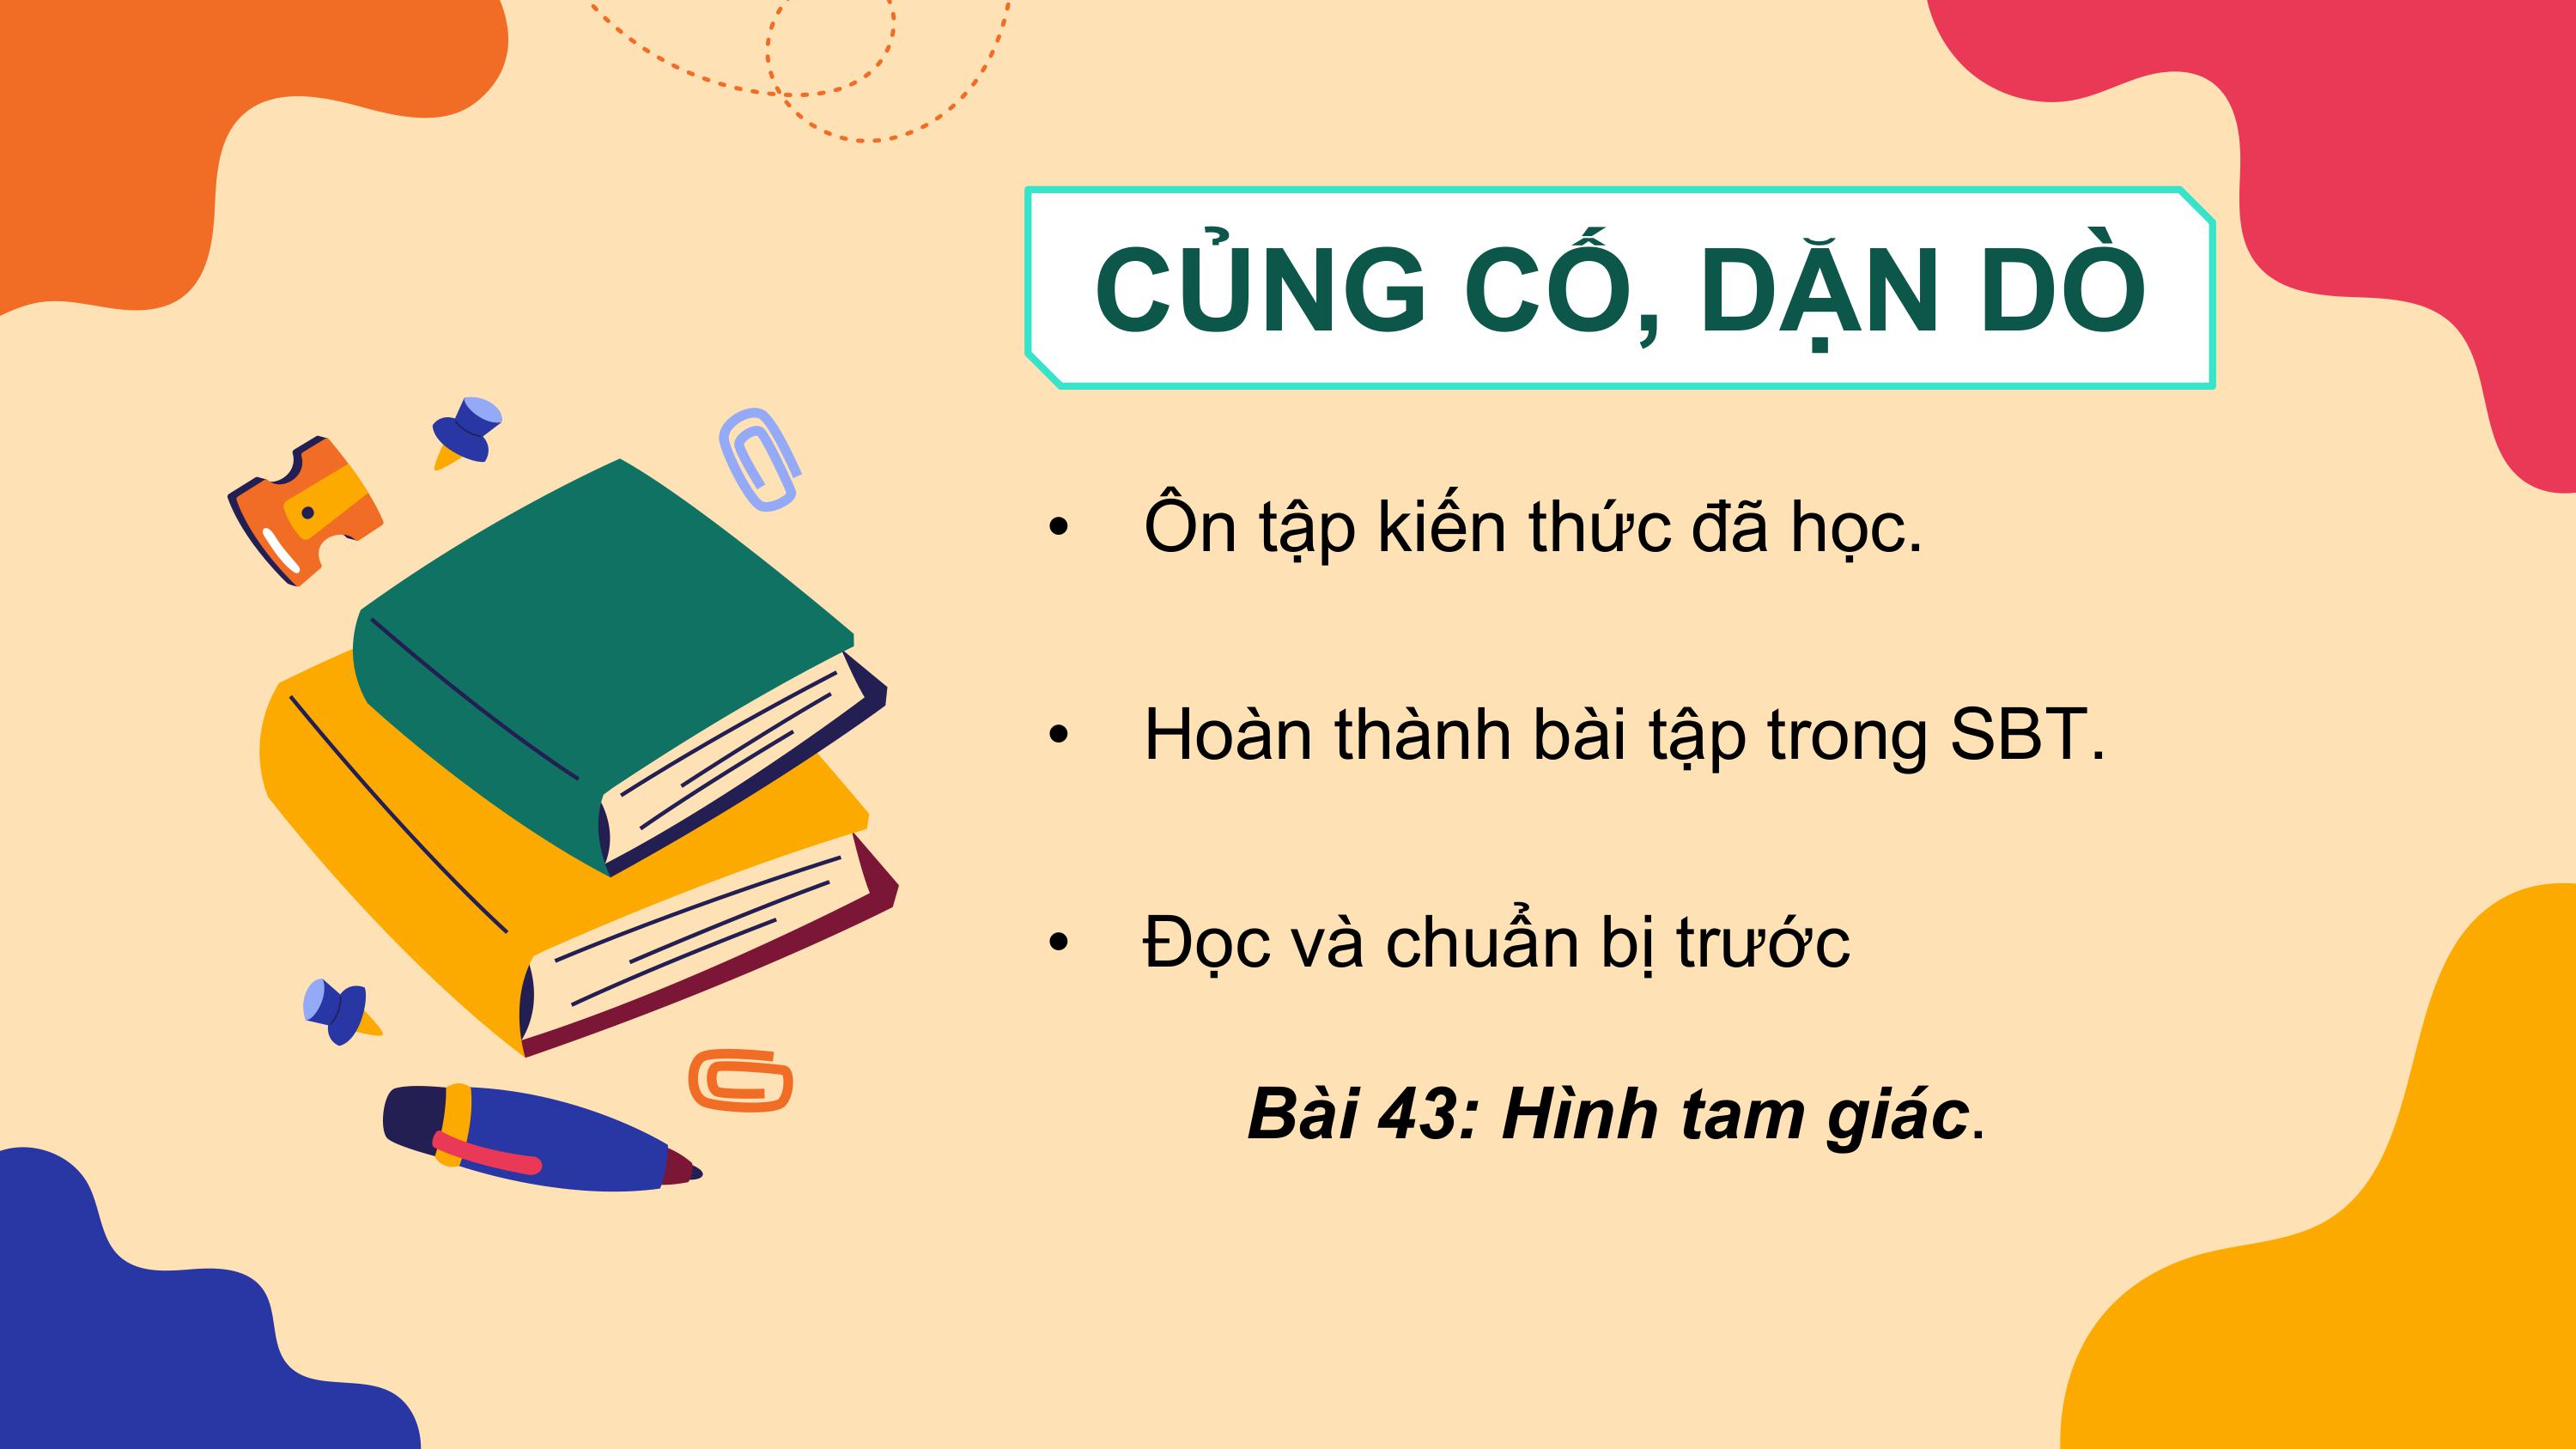 CỦNG CỐ, DẶN DÒ
• Ôn tập kiến thức đã học.
• Hoàn thành bài tập trong SBT.
• Đọc và chuẩn bị trước
Bài 43: Hình tam giác.